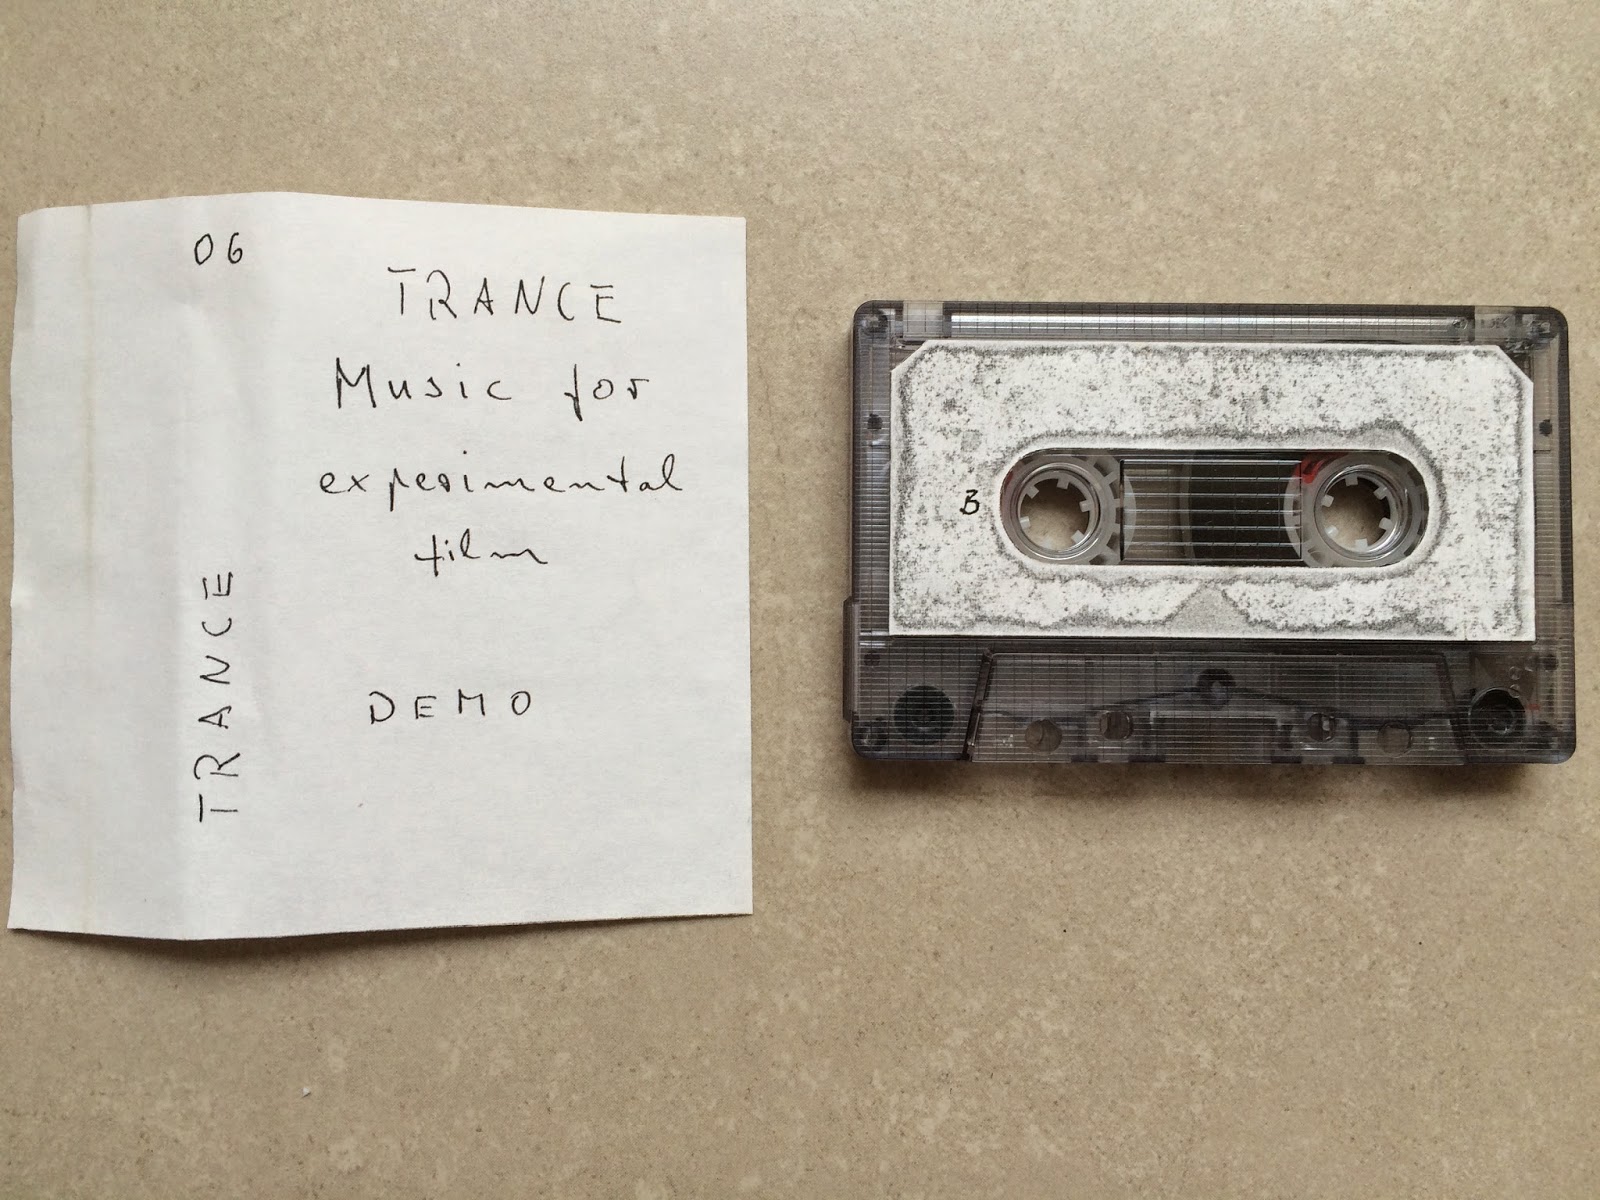 06
TRANCE
TRANCE
Music for
experimental
film
DEMO
B